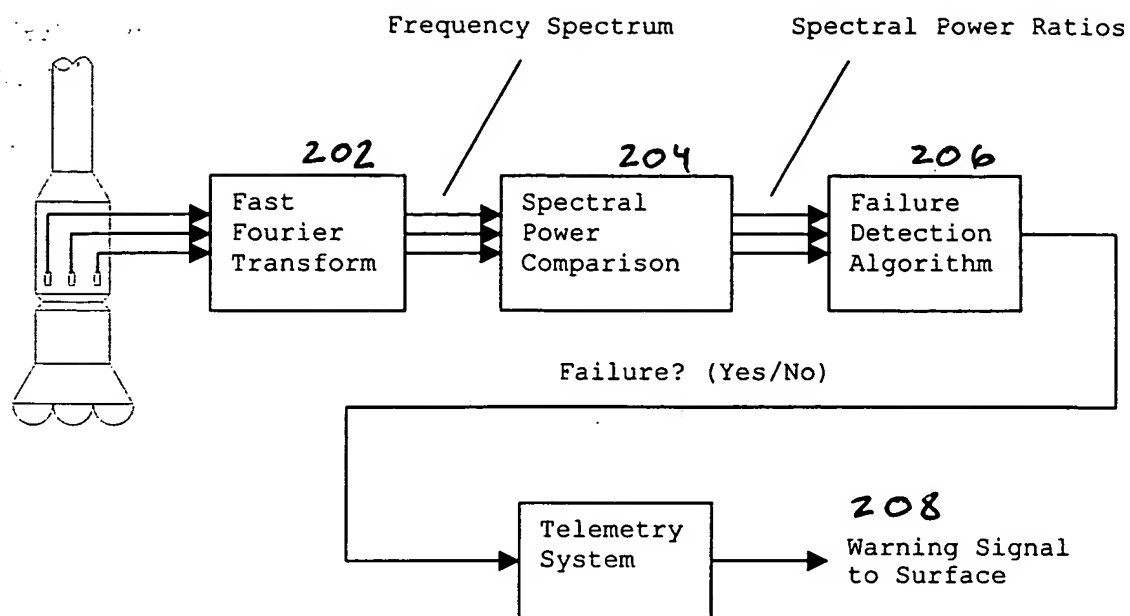 Frequency Spectrum
Spectral Power Ratios
202
204
206
Fast
Fourier
Transform
Spectral
Power
Comparison
Failure
Detection
Algorithm
Failure? (Yes/No)
Telemetry
System
208
Warning Signal
to Surface